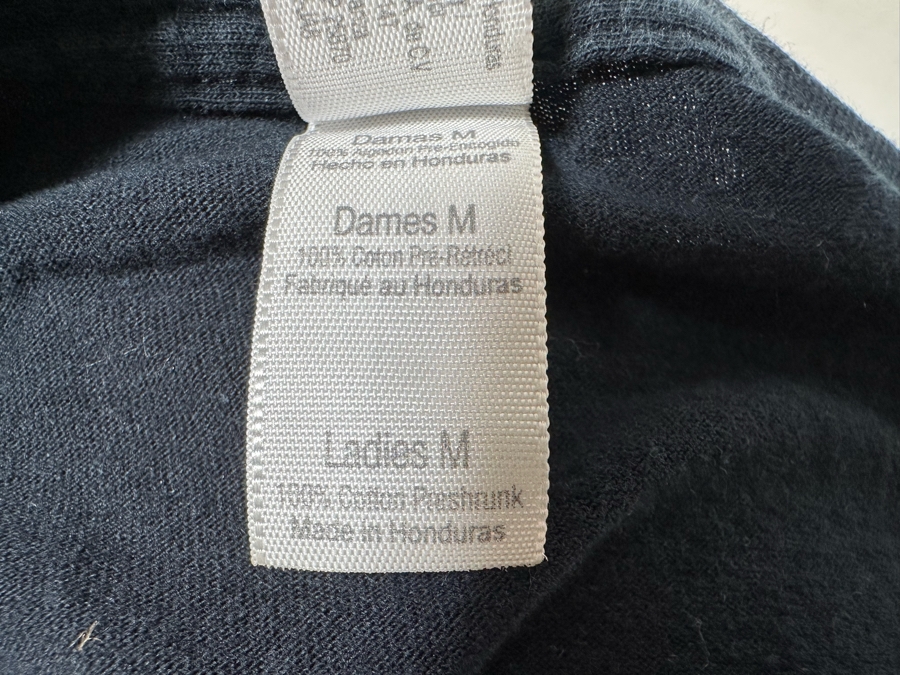 Damas M
100% Algodon Pre-Encogido
Hecho en Honduras
Dames M
100% Coton Pré-Rétréci
Fabriqué au Honduras
Ladies M
100% Cotton Preshrunk
Made in Honduras